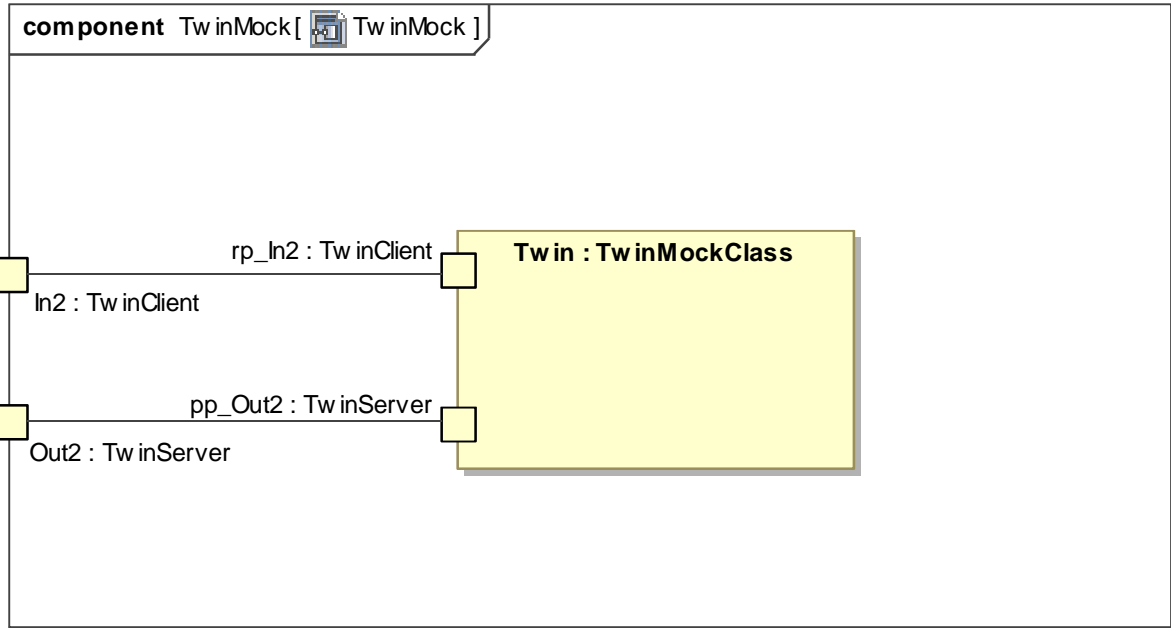 component TwinMock[ TwinMock ]
rp_In2 : TwinClient
Twin : TwinMockClass
In2 : TwinClient
pp_Out2 : TwinServer
Out2 : TwinServer